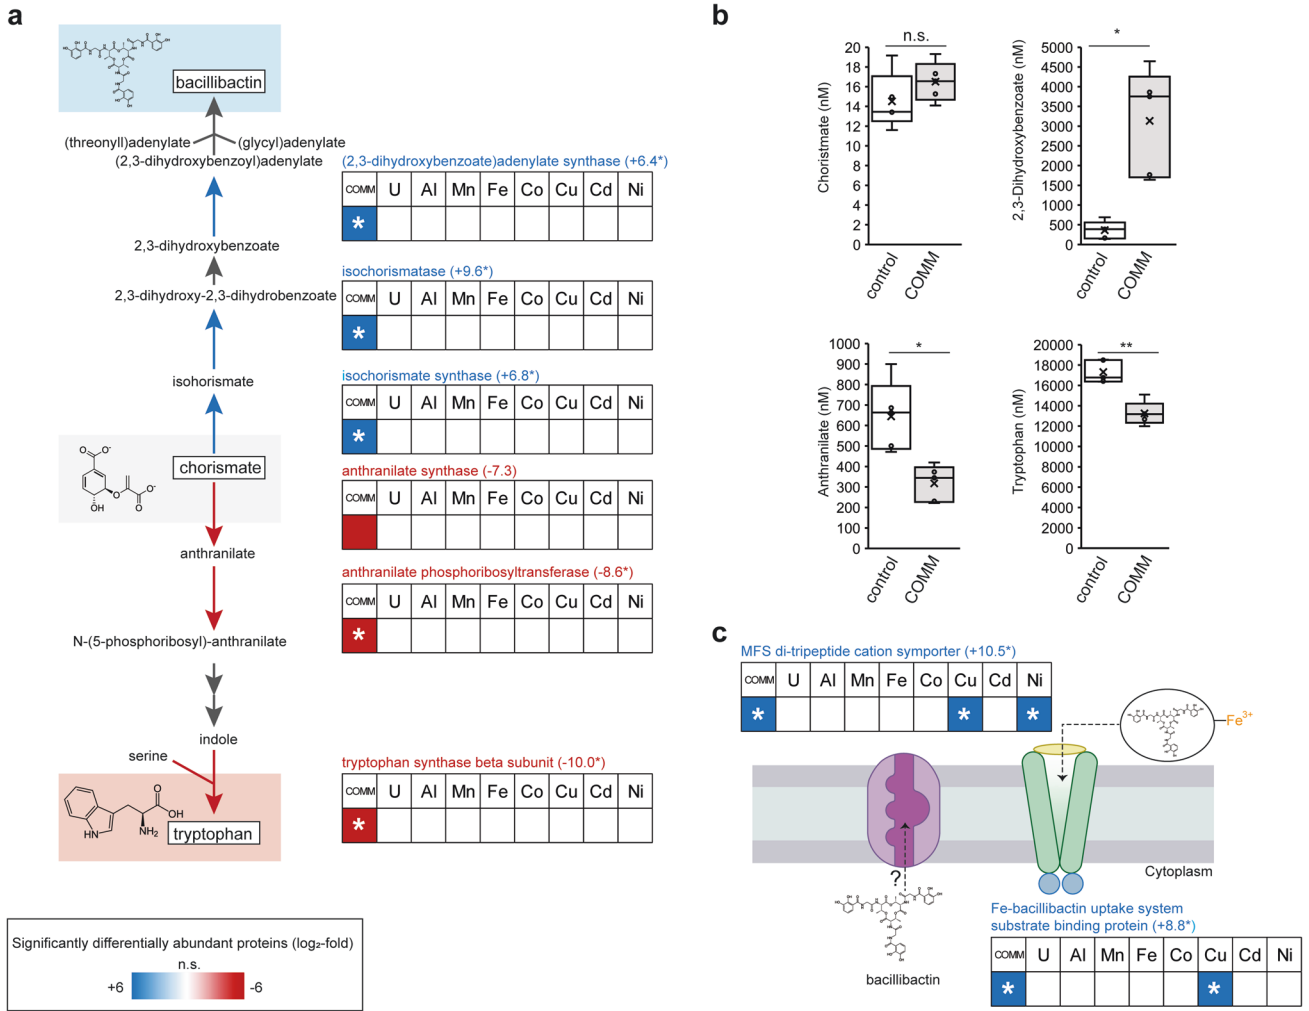 a
bacillibactin
(threonyll)adenylate
(glycyl)adenylate
(2,3-dihydroxybenzoyl)adenylate
(2,3-dihydroxybenzoate)adenylate synthase (+6.4*)
COMM U Al Mn Fe Co Cu Cd Ni
*
2,3-dihydroxybenzoate
isochorismatase (+9.6*)
2,3-dihydroxy-2,3-dihydrobenzoate
COMM U Al Mn Fe Co Cu Cd Ni
*
isohorismate
isochorismate synthase (+6.8*)
COMM U Al Mn Fe Co Cu Cd Ni
*
chorismate
O O⁻ O O⁻ O OH
anthranilate synthase (-7.3)
COMM U Al Mn Fe Co Cu Cd Ni
anthranilate
anthranilate phosphoribosyltransferase (-8.6*)
COMM U Al Mn Fe Co Cu Cd Ni
*
N-(5-phosphoribosyl)-anthranilate
indole
serine
tryptophan synthase beta subunit (-10.0*)
COMM U Al Mn Fe Co Cu Cd Ni
*
O OH NH₂ HN
tryptophan
Significantly differentially abundant proteins (log₂-fold)
n.s.
+6 -6
b
n.s.
Choristmate (nM)
20
18
16
14
12
10
8
6
4
2
0
control COMM
*
2,3-Dihydroxybenzoate (nM)
5000
4500
4000
3500
3000
2500
2000
1500
1000
500
0
control COMM
*
Anthranilate (nM)
1000
900
800
700
600
500
400
300
200
100
0
control COMM
**
Tryptophan (nM)
20000
18000
16000
14000
12000
10000
8000
6000
4000
2000
0
control COMM
c
MFS di-tripeptide cation symporter (+10.5*)
COMM U Al Mn Fe Co Cu Cd Ni
* * *
Fe³⁺
Cytoplasm
?
bacillibactin
Fe-bacillibactin uptake system
substrate binding protein (+8.8*)
COMM U Al Mn Fe Co Cu Cd Ni
* *